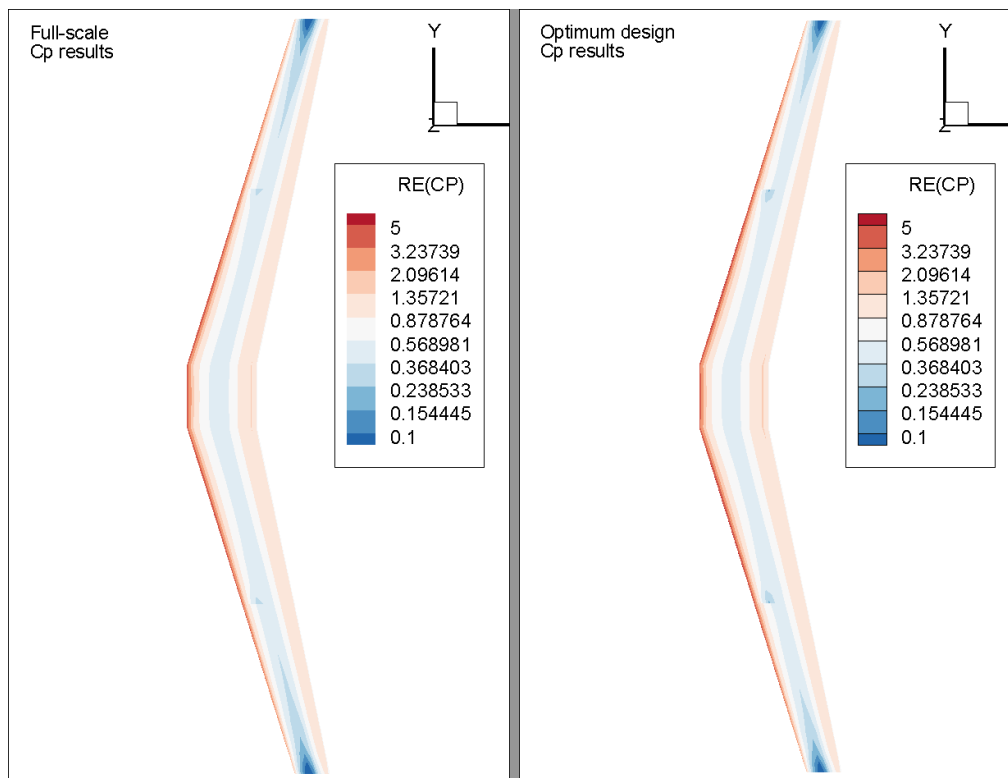 Full-scale
Cp results
Y
Z
RE(CP)
5
3.23739
2.09614
1.35721
0.878764
0.568981
0.368403
0.238533
0.154445
0.1
Optimum design
Cp results
Y
Z
RE(CP)
5
3.23739
2.09614
1.35721
0.878764
0.568981
0.368403
0.238533
0.154445
0.1